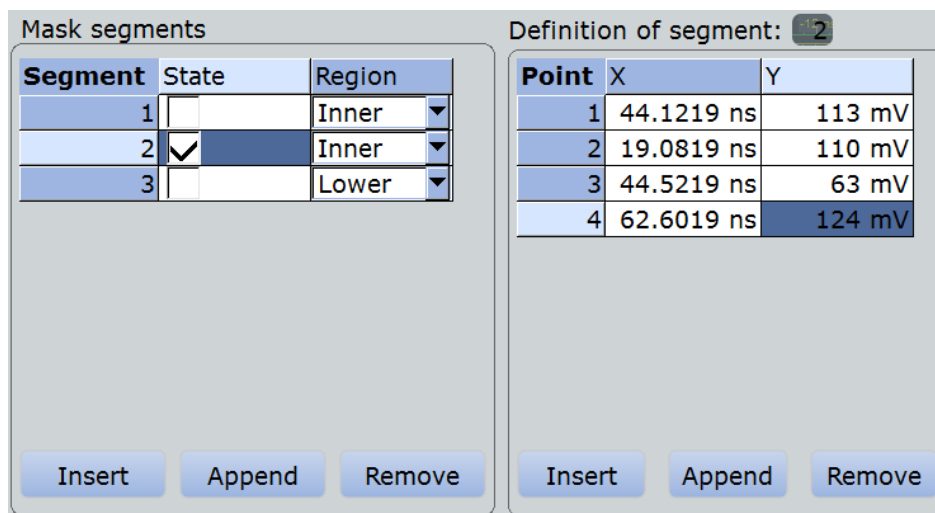 Mask segments
Segment State Region
1 Inner
2 Inner
3 Lower
Insert Append Remove
Definition of segment: 2
Point X Y
1 44.1219 ns 113 mV
2 19.0819 ns 110 mV
3 44.5219 ns 63 mV
4 62.6019 ns 124 mV
Insert Append Remove